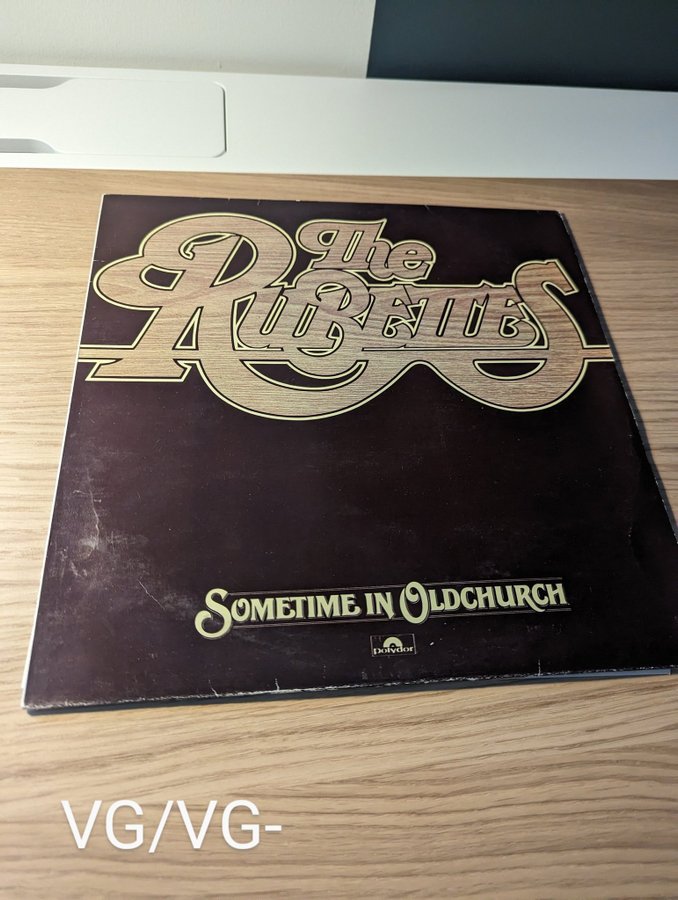 The
RUBETTES
SOMETIME IN OLDCHURCH
Polydor
VG/VG-